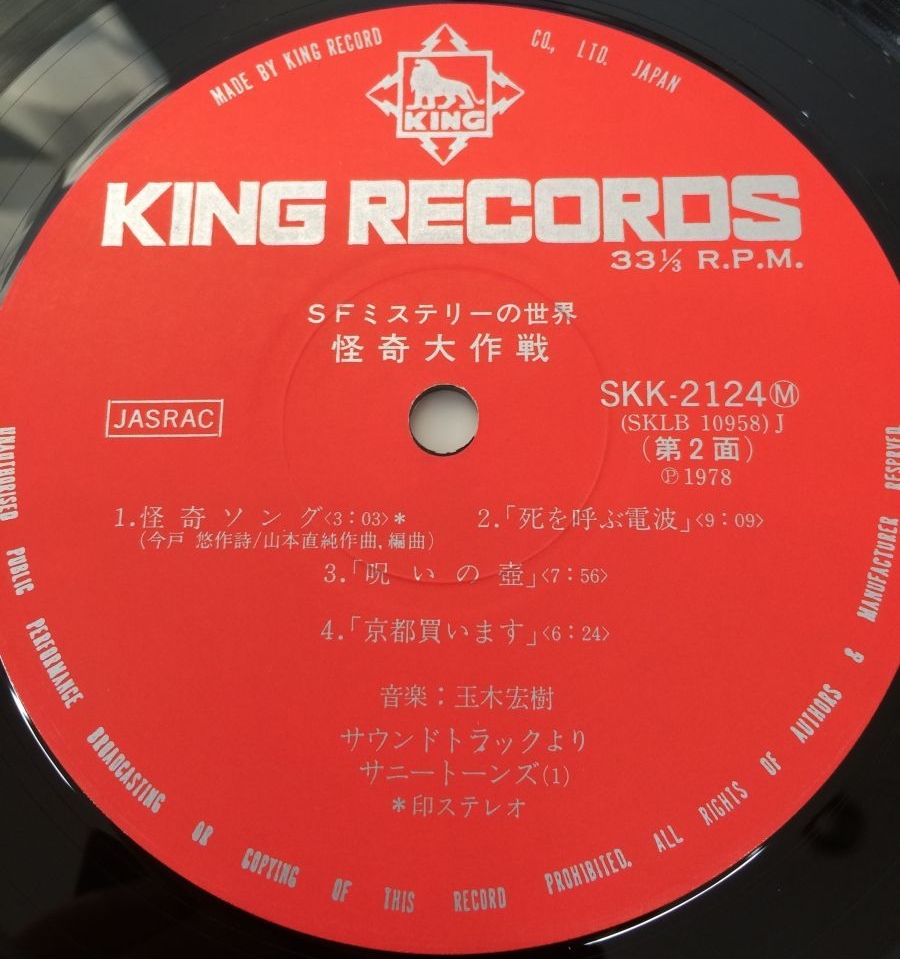 MADE BY KING RECORD CO., LTD. JAPAN
KING
KING RECORDS
33⅓ R.P.M.
SFミステリーの世界
怪奇大作戦
JASRAC
SKK-2124Ⓜ
(SKLB 10958) J
(第2面)
Ⓟ1978
1.怪奇ソング<3:03>* 2.「死を呼ぶ電波」<9:09>
(今戸 悠作詩/山本直純作曲,編曲)
3.「呪いの壺」<7:56>
4.「京都買います」<6:24>
音楽:玉木宏樹
サウンドトラックより
サニートーンズ(1)
*印ステレオ
UNAUTHORISED PUBLIC PERFORMANCE BROADCASTING OR COPYING OF THIS RECORD PROHIBITED. ALL RIGHTS OF AUTHORS & MANUFACTURER RESERVED